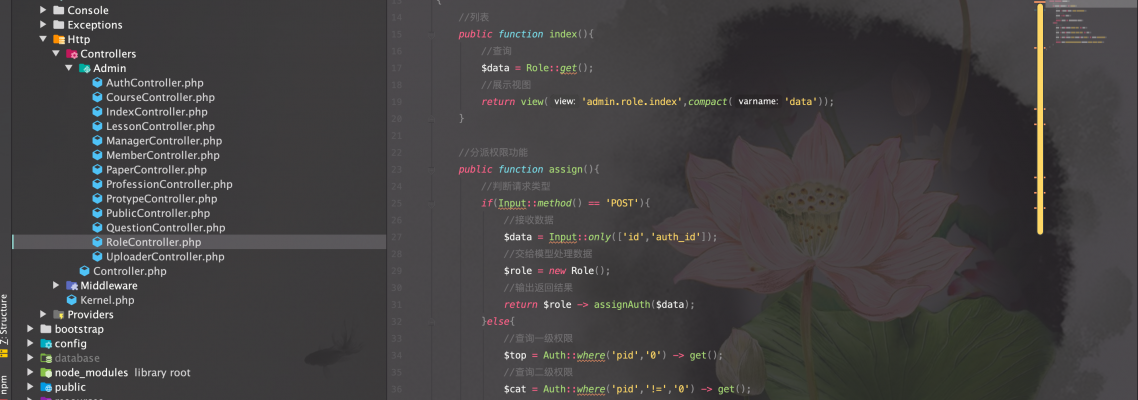 Console
Exceptions
Http
Controllers
Admin
AuthController.php
CourseController.php
IndexController.php
LessonController.php
ManagerController.php
MemberController.php
PaperController.php
ProfessionController.php
ProtypeController.php
PublicController.php
QuestionController.php
RoleController.php
UploaderController.php
Controller.php
Middleware
Kernel.php
Providers
bootstrap
config
database
node_modules library root
public
Z: Structure
npm
13 {
14 //列表
15 public function index(){
16 //查询
17 $data = Role::get();
18 //展示视图
19 return view( view: 'admin.role.index',compact( varname: 'data'));
20 }
21
22 //分派权限功能
23 public function assign(){
24 //判断请求类型
25 if(Input::method() == 'POST'){
26 //接收数据
27 $data = Input::only(['id','auth_id']);
28 //交给模型处理数据
29 $role = new Role();
30 //输出返回结果
31 return $role -> assignAuth($data);
32 }else{
33 //查询一级权限
34 $top = Auth::where('pid','0') -> get();
35 //查询二级权限
36 $cat = Auth::where('pid','!=','0') -> get();